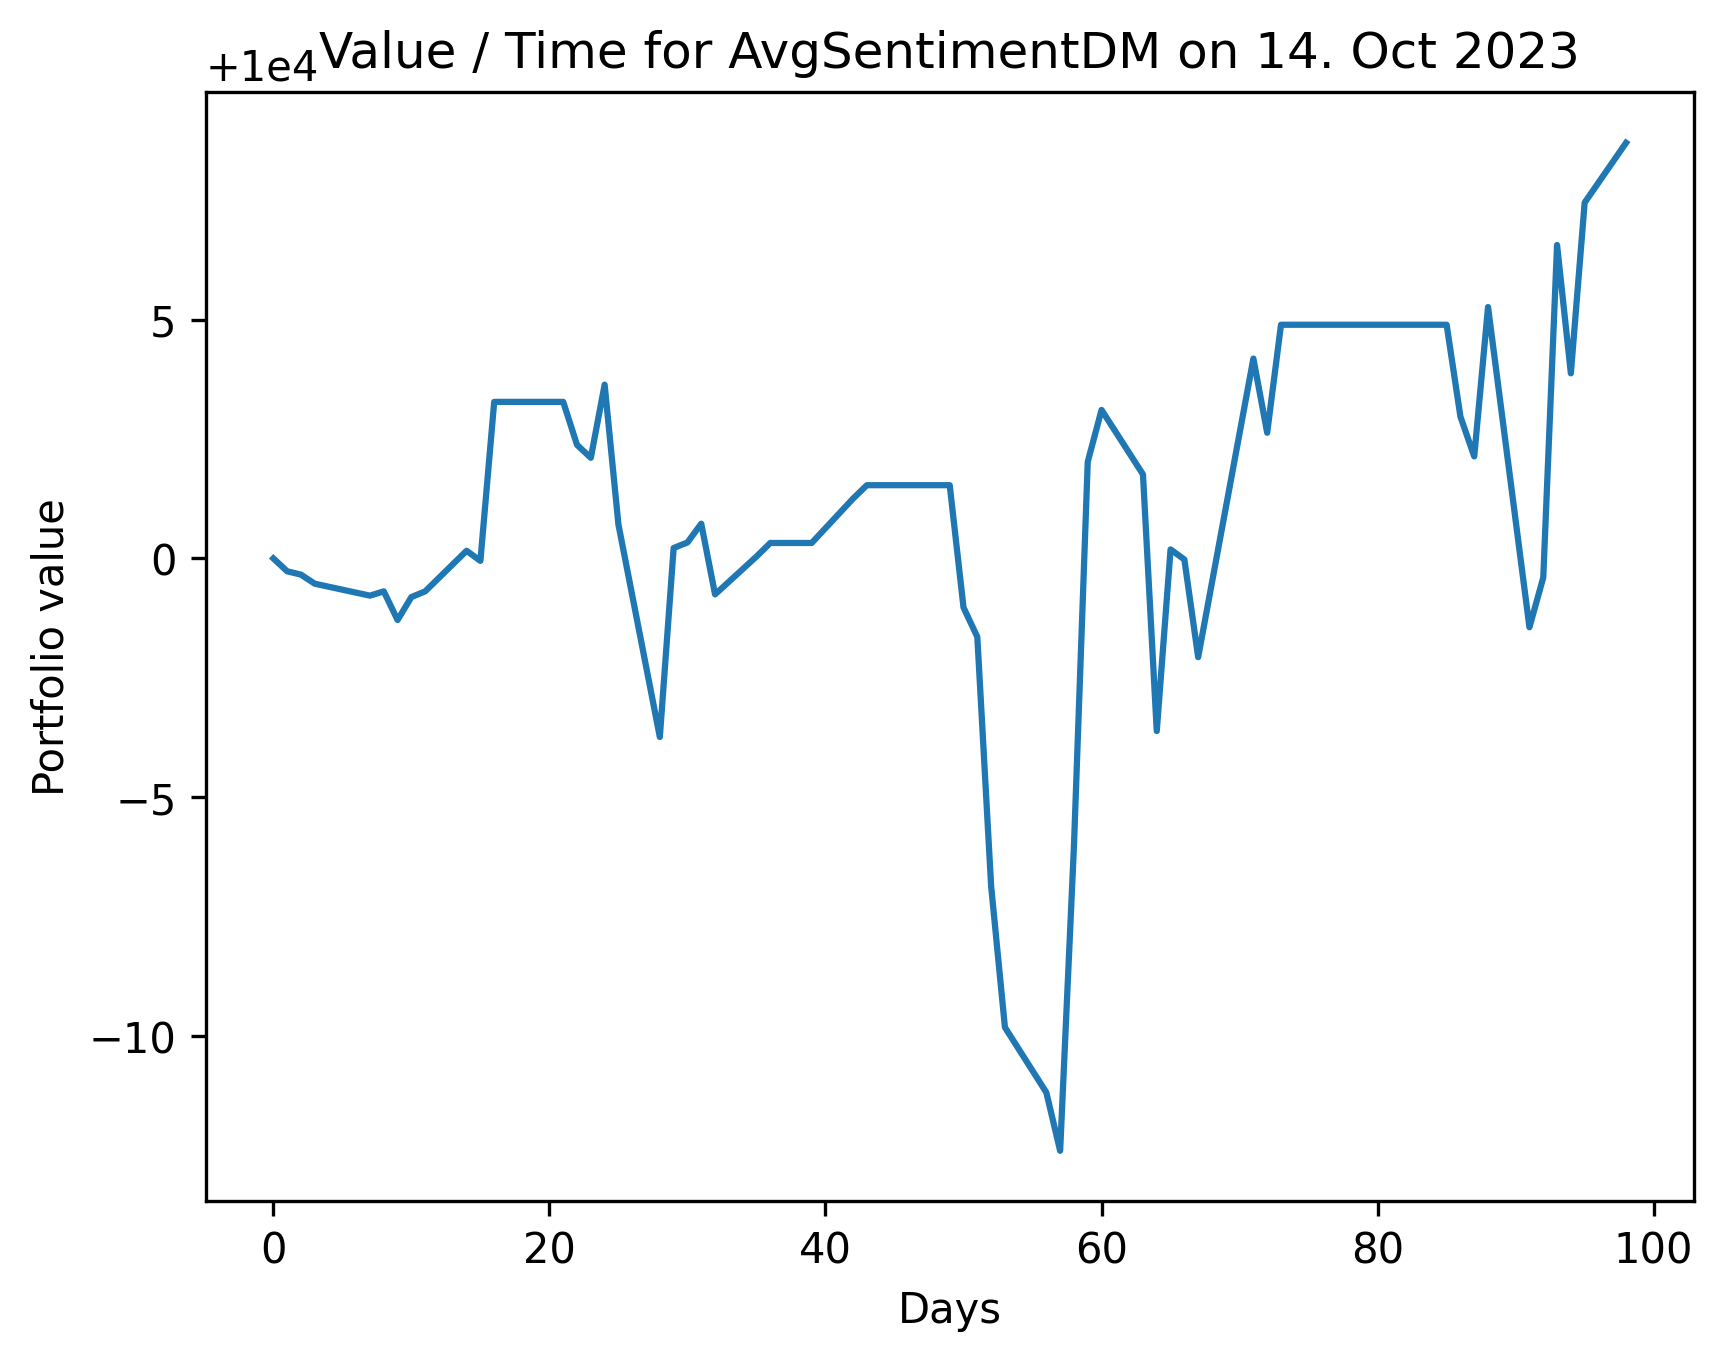 Value / Time for AvgSentimentDM on 14. Oct 2023
+1e4
5
0
−5
−10
Portfolio value
0 20 40 60 80 100
Days